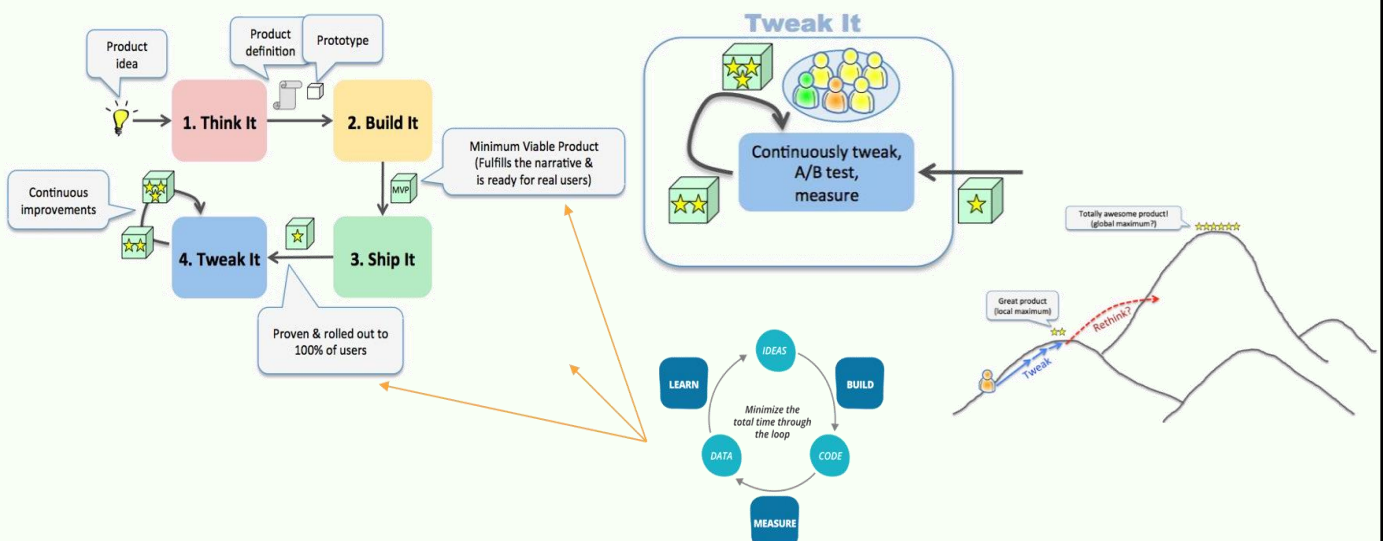 Product
idea
Product
definition
Prototype
1. Think It
2. Build It
Minimum Viable Product
(Fulfills the narrative &
is ready for real users)
MVP
Continuous
improvements
4. Tweak It
3. Ship It
Proven & rolled out to
100% of users
Tweak It
Continuously tweak,
A/B test,
measure
Totally awesome product!
(global maximum?)
Great product
(local maximum)
Rethink?
Tweak
IDEAS
LEARN
BUILD
Minimize the
total time through
the loop
DATA
CODE
MEASURE